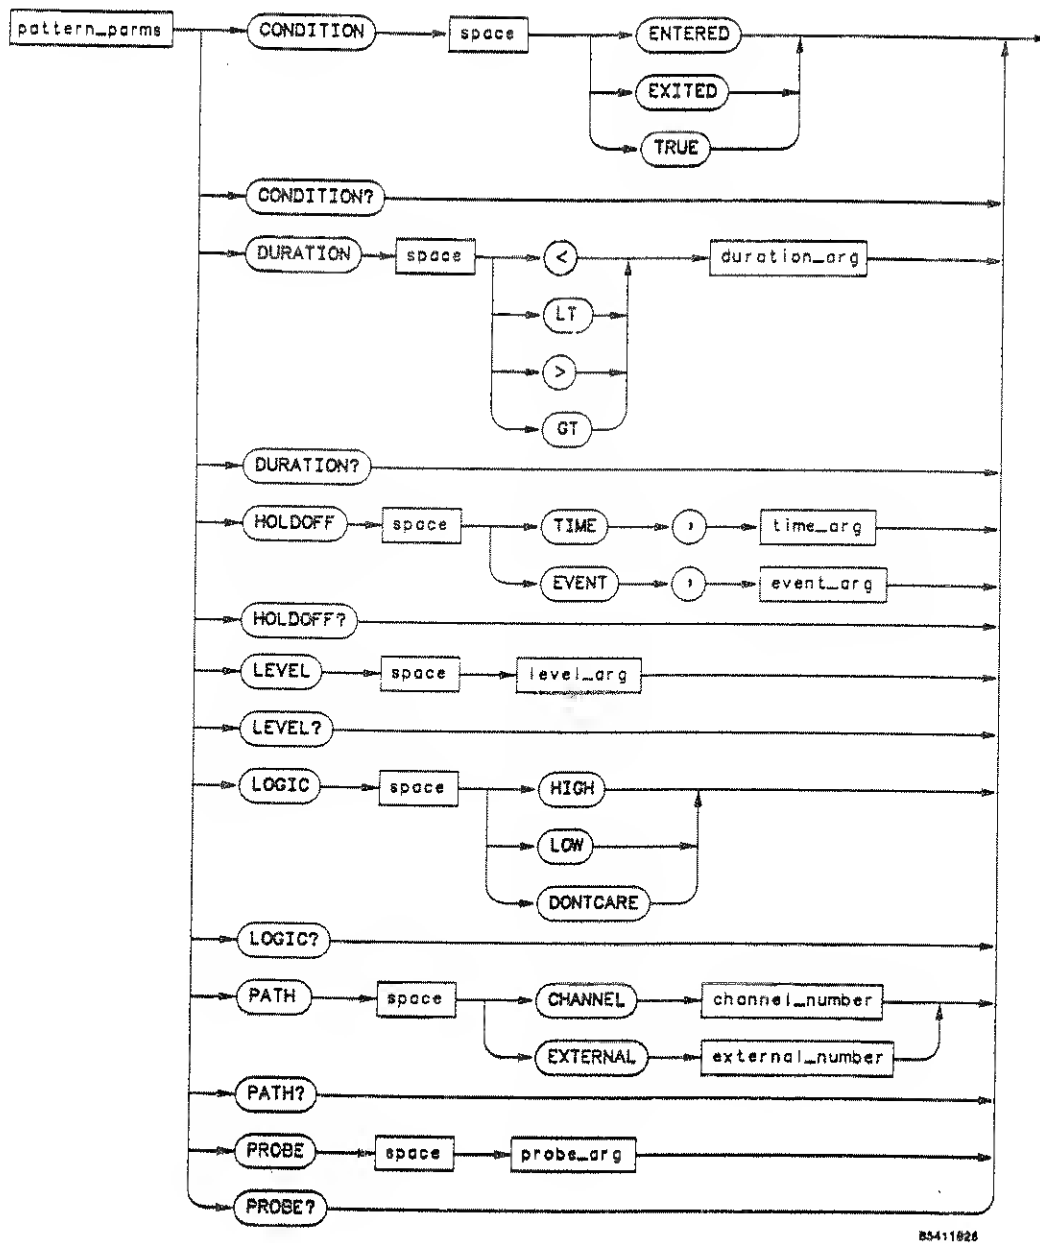 pattern_parms CONDITION space ENTERED
EXITED
TRUE
CONDITION?
DURATION space < duration_arg
LT
>
GT
DURATION?
HOLDOFF space TIME , time_arg
EVENT , event_arg
HOLDOFF?
LEVEL space level_arg
LEVEL?
LOGIC space HIGH
LOW
DONTCARE
LOGIC?
PATH space CHANNEL channel_number
EXTERNAL external_number
PATH?
PROBE space probe_arg
PROBE?